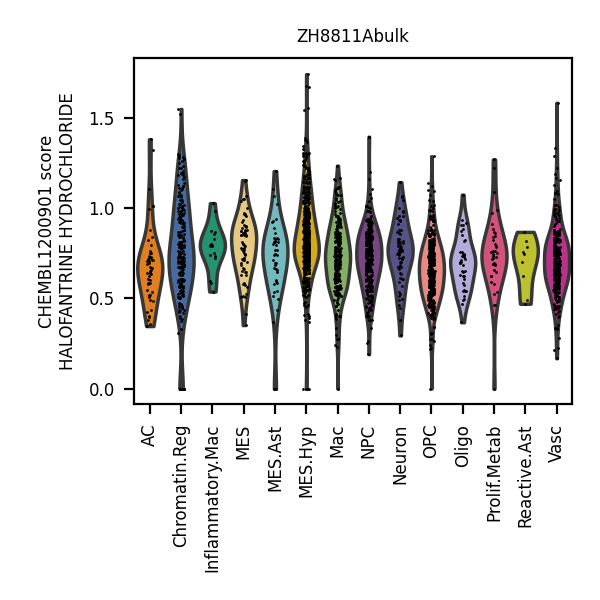 ZH8811Abulk
CHEMBL1200901 score
HALOFANTRINE HYDROCHLORIDE
1.5
1.0
0.5
0.0
AC
Chromatin.Reg
Inflammatory.Mac
MES
MES.Ast
MES.Hyp
Mac
NPC
Neuron
OPC
Oligo
Prolif.Metab
Reactive.Ast
Vasc